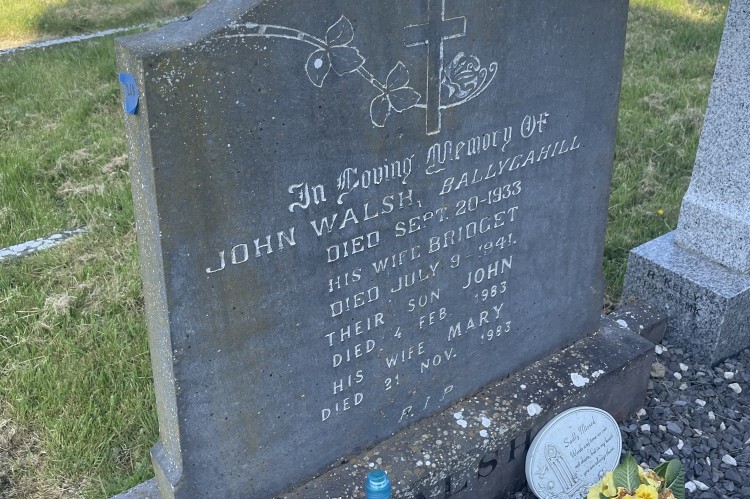 In Loving Memory Of
JOHN WALSH, BALLYCAHILL
DIED SEPT. 20-1933
HIS WIFE BRIDGET
DIED JULY 9-1941.
THEIR SON JOHN
DIED 4 FEB. 1983
HIS WIFE MARY
DIED 21 NOV. 1983
R.I.P
ALSH